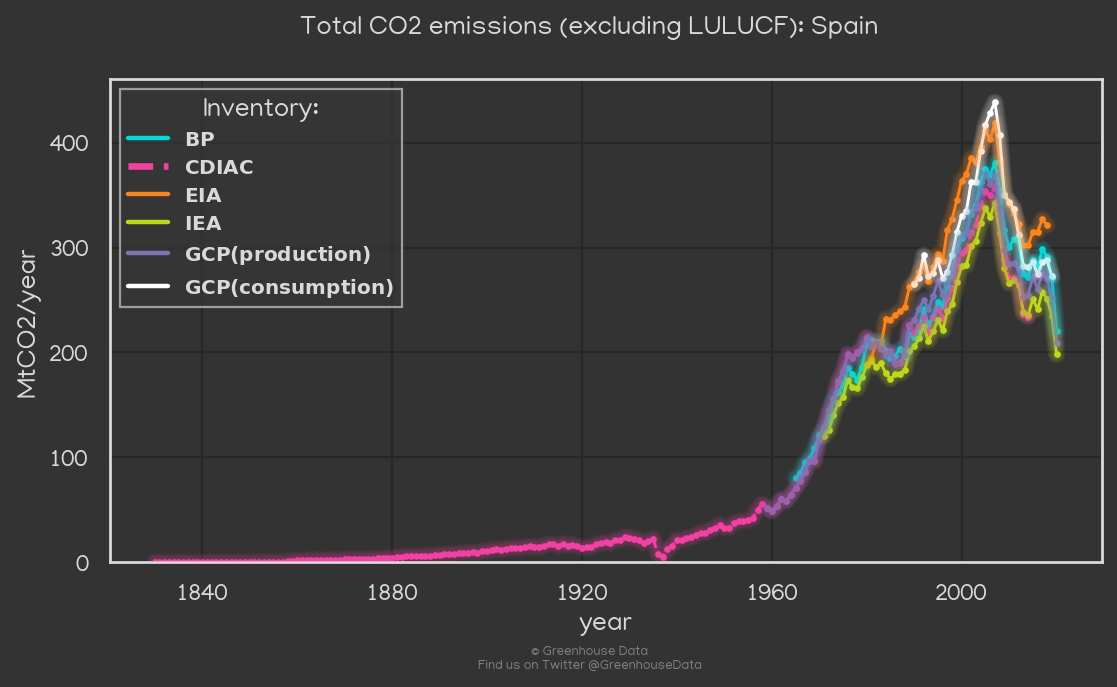 Total CO2 emissions (excluding LULUCF): Spain
Inventory:
BP
CDIAC
EIA
IEA
GCP(production)
GCP(consumption)
MtCO2/year
400
300
200
100
0
1840
1880
1920
1960
2000
year
© Greenhouse Data
Find us on Twitter @GreenhouseData